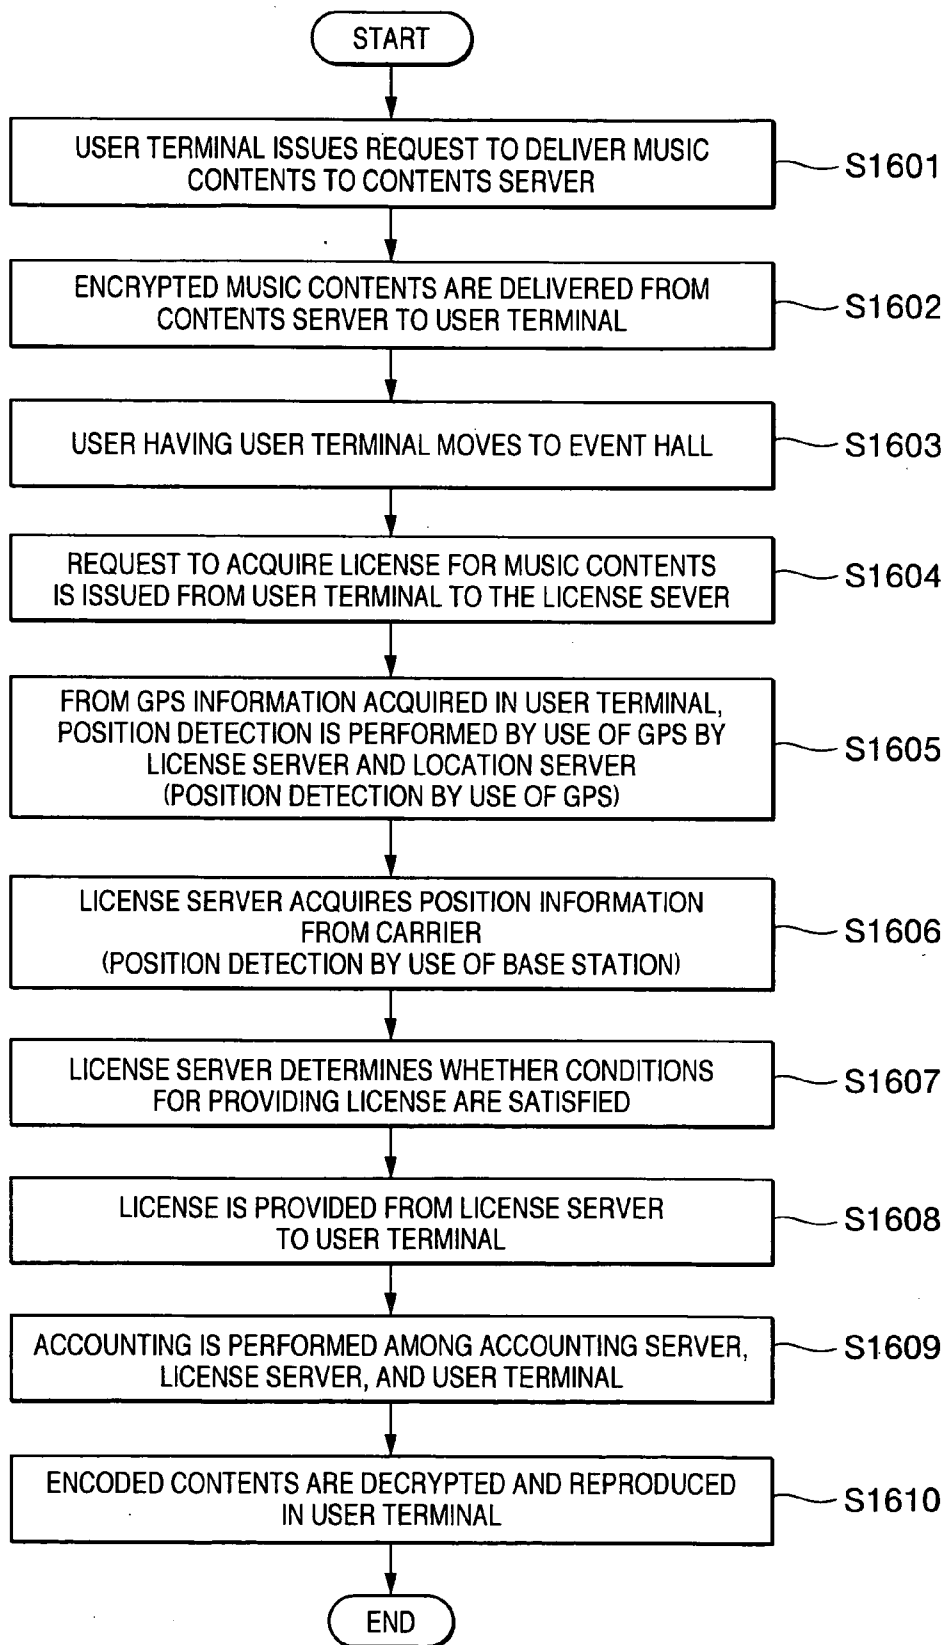 START
USER TERMINAL ISSUES REQUEST TO DELIVER MUSIC
CONTENTS TO CONTENTS SERVER
S1601
ENCRYPTED MUSIC CONTENTS ARE DELIVERED FROM
CONTENTS SERVER TO USER TERMINAL
S1602
USER HAVING USER TERMINAL MOVES TO EVENT HALL
S1603
REQUEST TO ACQUIRE LICENSE FOR MUSIC CONTENTS
IS ISSUED FROM USER TERMINAL TO THE LICENSE SEVER
S1604
FROM GPS INFORMATION ACQUIRED IN USER TERMINAL,
POSITION DETECTION IS PERFORMED BY USE OF GPS BY
LICENSE SERVER AND LOCATION SERVER
(POSITION DETECTION BY USE OF GPS)
S1605
LICENSE SERVER ACQUIRES POSITION INFORMATION
FROM CARRIER
(POSITION DETECTION BY USE OF BASE STATION)
S1606
LICENSE SERVER DETERMINES WHETHER CONDITIONS
FOR PROVIDING LICENSE ARE SATISFIED
S1607
LICENSE IS PROVIDED FROM LICENSE SERVER
TO USER TERMINAL
S1608
ACCOUNTING IS PERFORMED AMONG ACCOUNTING SERVER,
LICENSE SERVER, AND USER TERMINAL
S1609
ENCODED CONTENTS ARE DECRYPTED AND REPRODUCED
IN USER TERMINAL
S1610
END